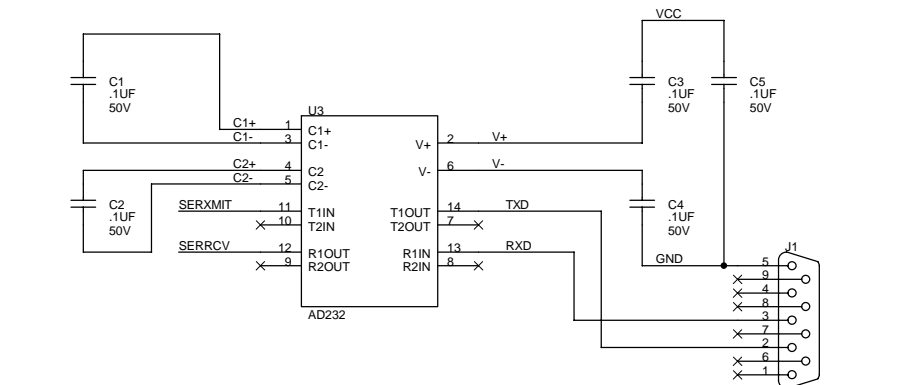 VCC
C1
.1UF
50V
C3
.1UF
50V
C5
.1UF
50V
U3
C1+ 1 C1+
C1- 3 C1-
V+ 2 V+
C2+ 4 C2
C2- 5 C2-
V- 6 V-
C2
.1UF
50V
SERXMIT 11 T1IN
10 T2IN
T1OUT 14 TXD
T2OUT 7
C4
.1UF
50V
SERRCV 12 R1OUT
9 R2OUT
R1IN 13 RXD
R2IN 8
GND
AD232
J1
5
9
4
8
3
7
2
6
1